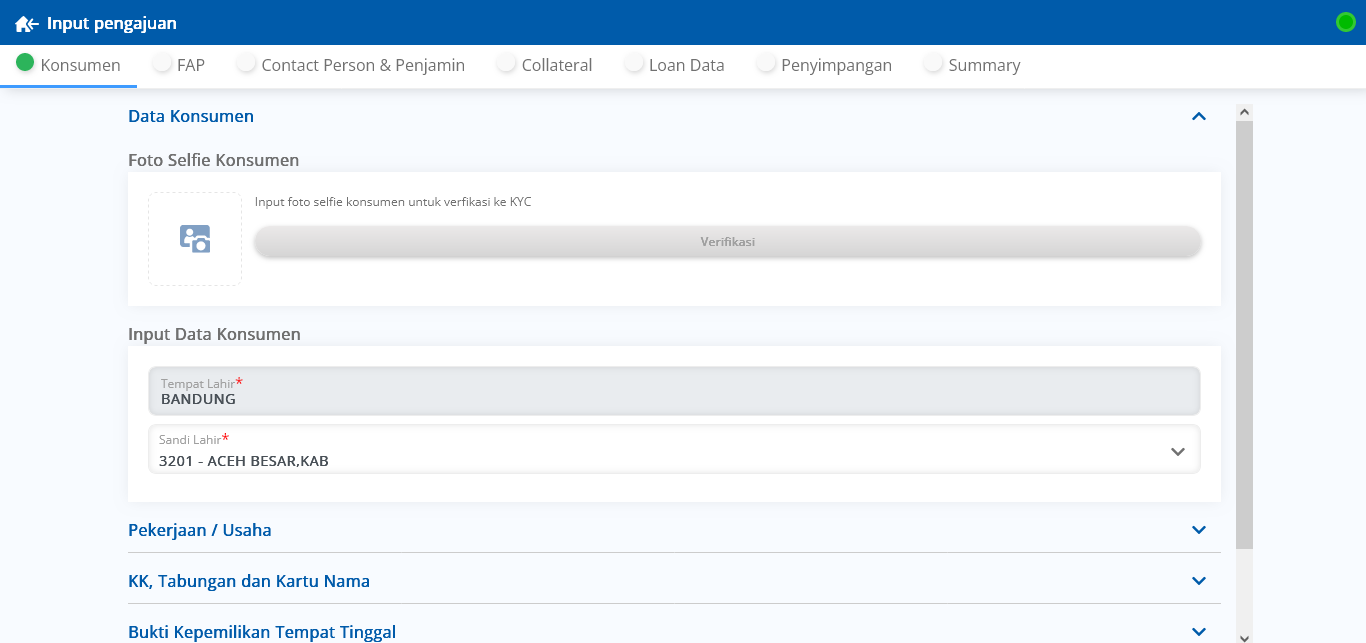 Input pengajuan
Konsumen
FAP
Contact Person & Penjamin
Collateral
Loan Data
Penyimpangan
Summary
Data Konsumen
Foto Selfie Konsumen
Input foto selfie konsumen untuk verfikasi ke KYC
Verifikasi
Input Data Konsumen
Tempat Lahir*
BANDUNG
Sandi Lahir*
3201 - ACEH BESAR,KAB
Pekerjaan / Usaha
KK, Tabungan dan Kartu Nama
Bukti Kepemilikan Tempat Tinggal